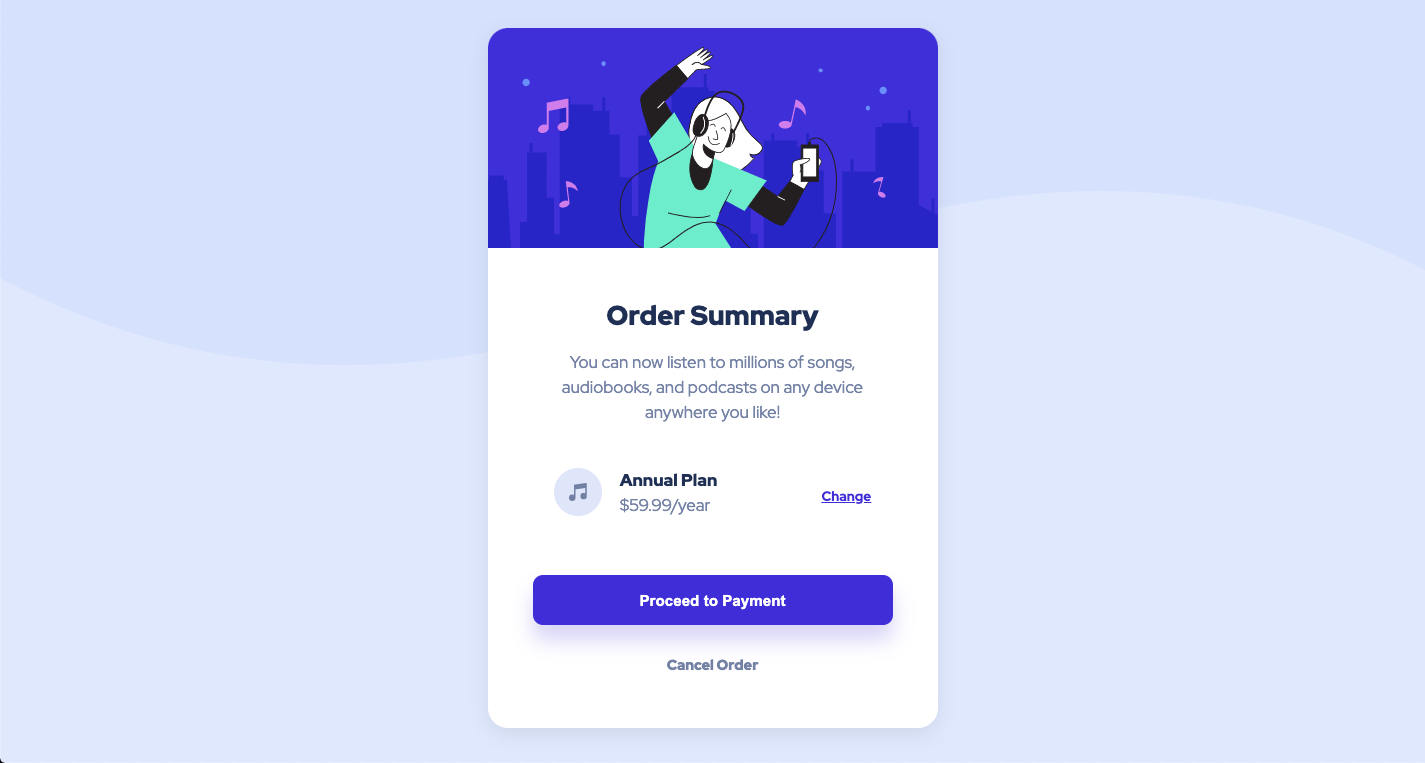 Order Summary
You can now listen to millions of songs,
audiobooks, and podcasts on any device
anywhere you like!
Annual Plan
$59.99/year
Change
Proceed to Payment
Cancel Order